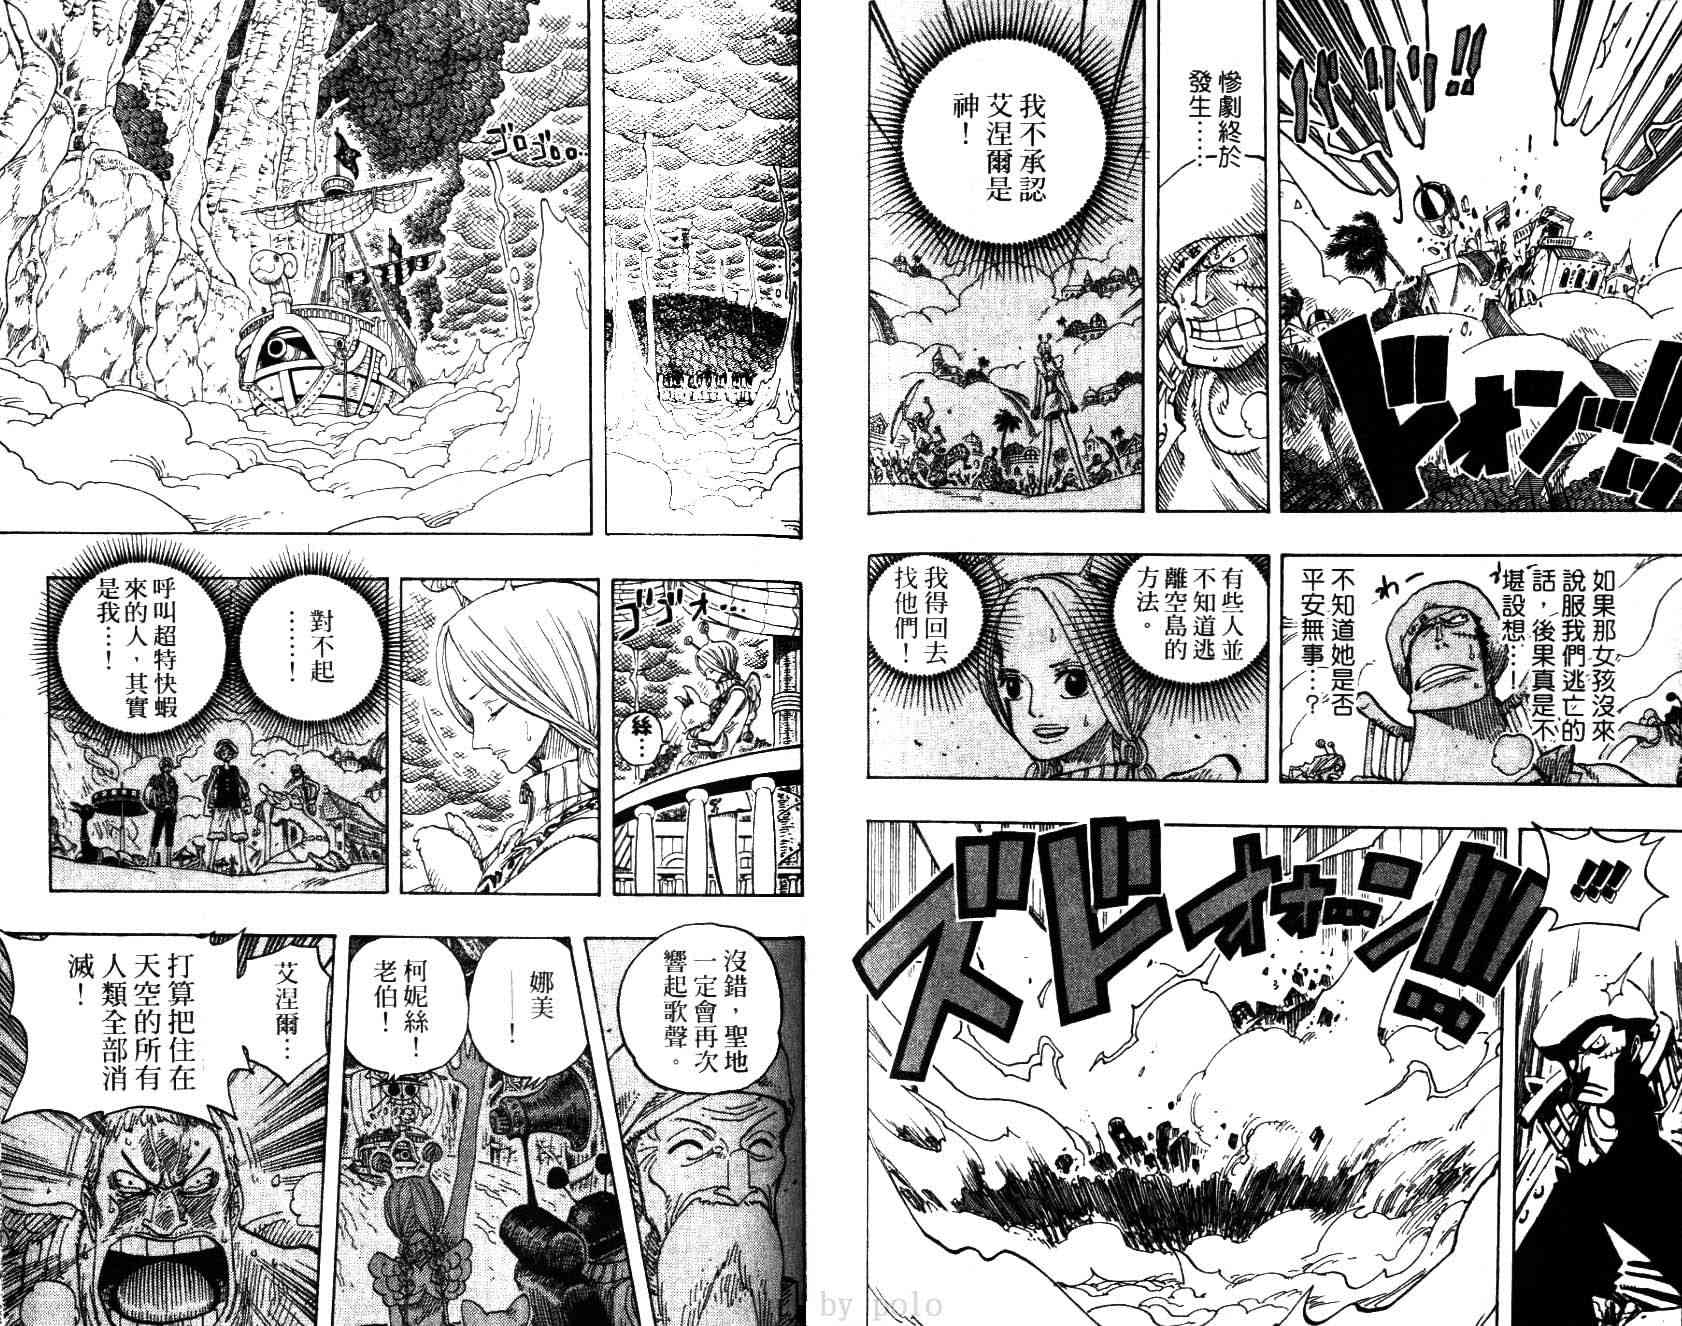 慘劇終於
發生……
我不承認
艾涅爾是
神！
ドオォン!!!
如果那女孩沒來
說服我們逃亡的
話，後果真是不
堪設想…！
不知道她是否
平安無事…？
わー
わー
有些人並
不知道逃
離空島的
方法。
我得回去
找他們！
!!!
ズドオォーン!!!
ゴロゴロ…
ゴゴォ…
絲…
對不起
……！
呼叫超特快蝦
來的人，其實
是我……！
沒錯，聖地
一定會再次
響起歌聲。
娜美
——！
柯妮絲！
老伯！
艾涅爾…
打算把住在
天空的所有
人類全部消
滅！
by polo